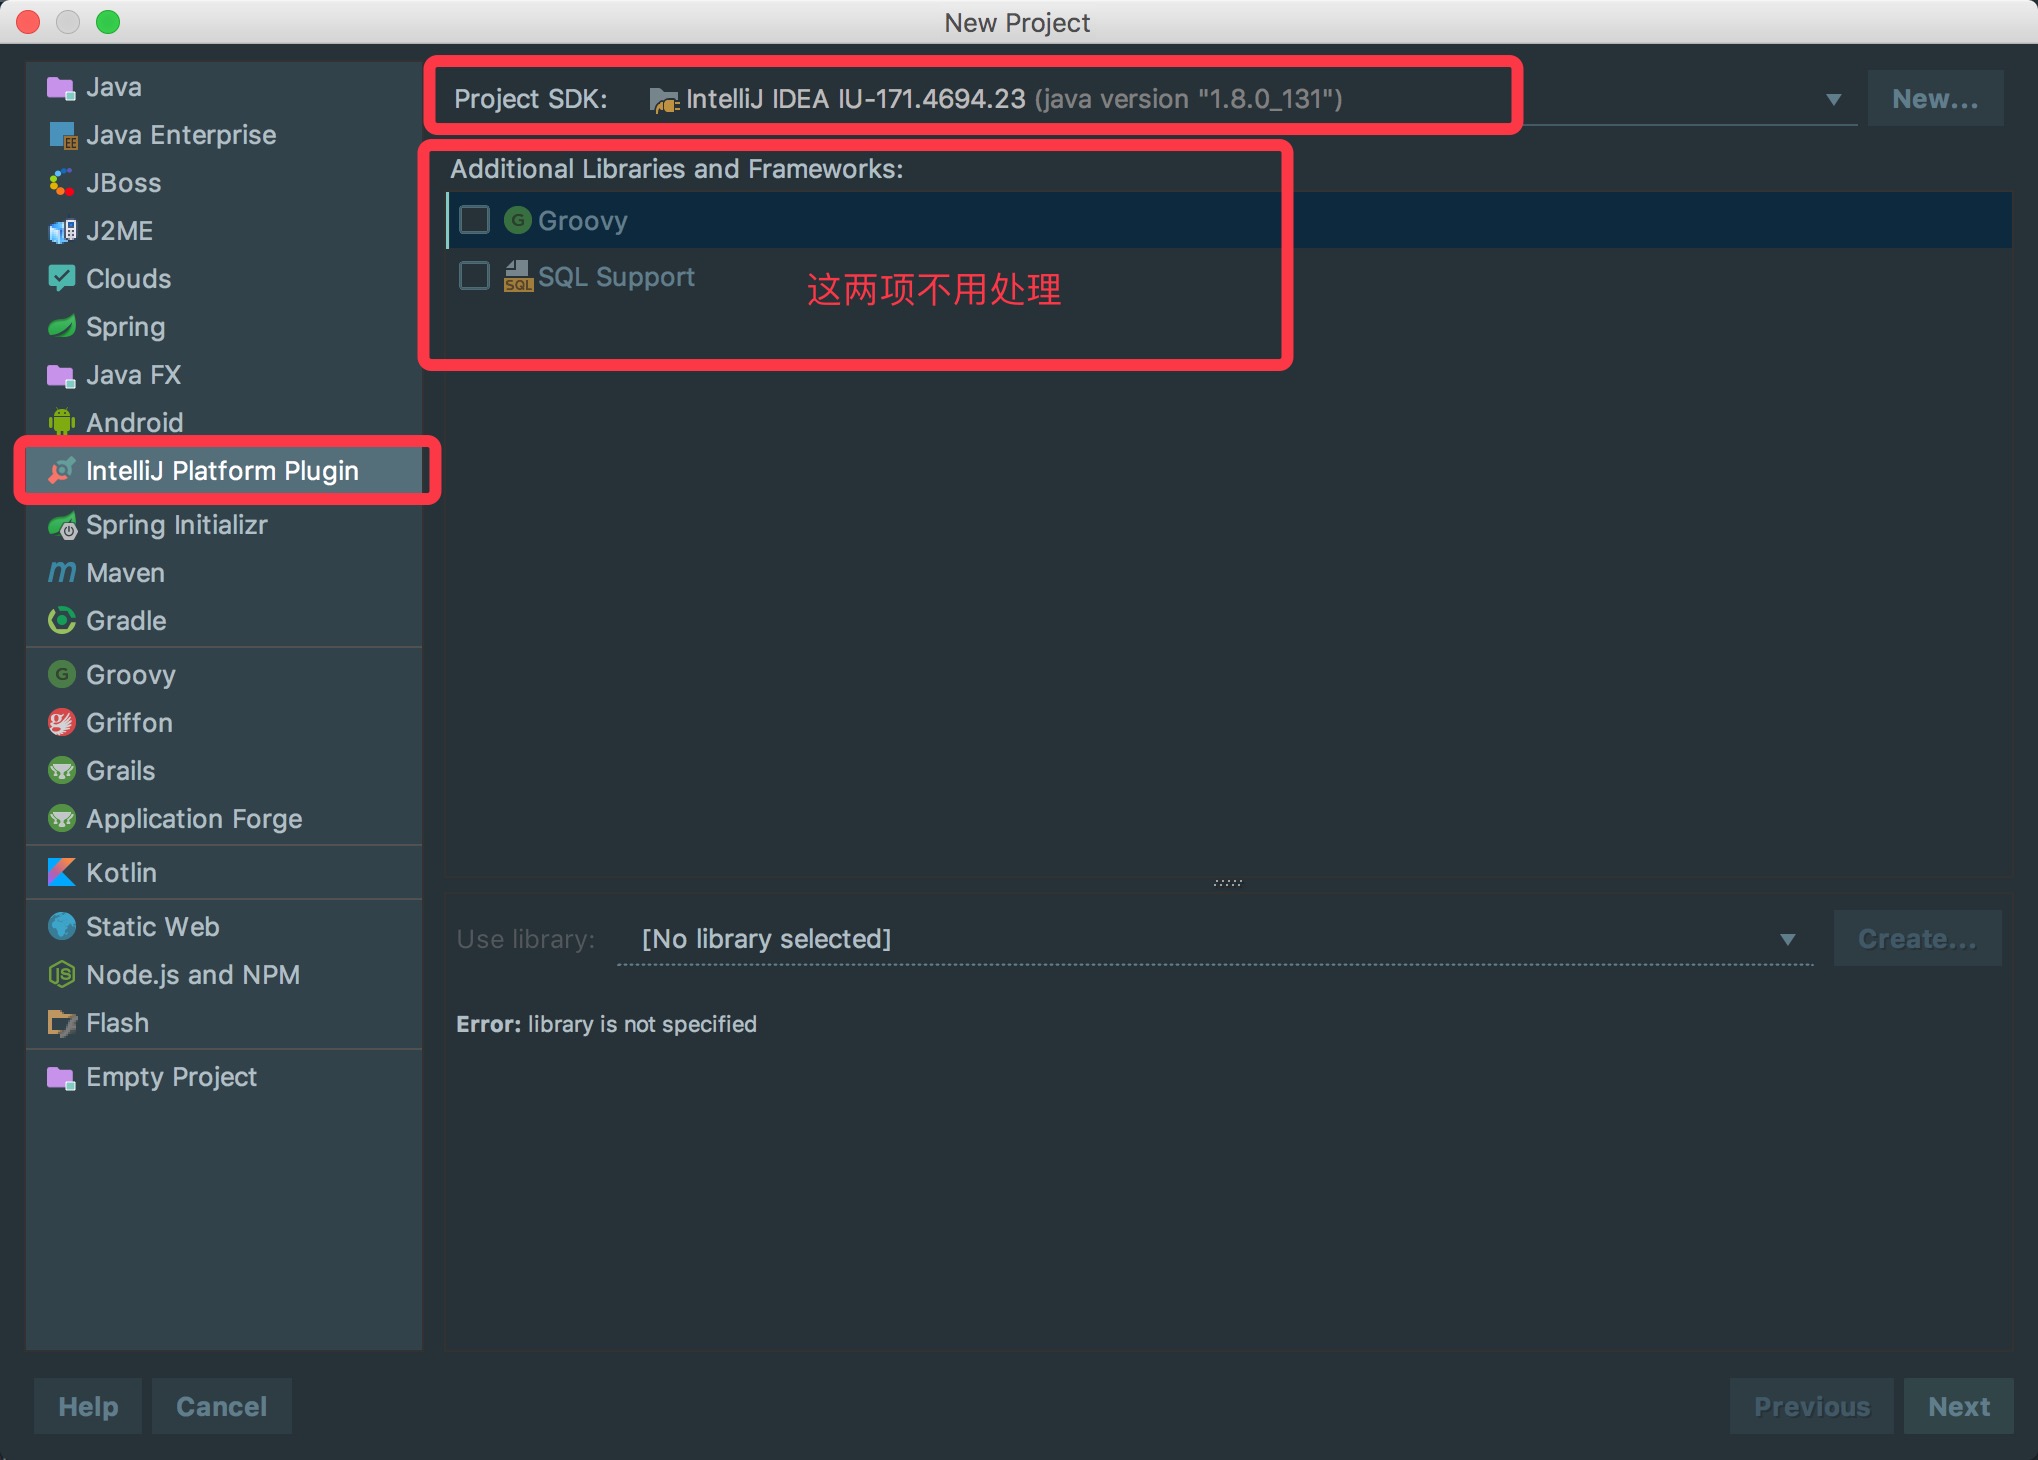 New Project
Java
Java Enterprise
JBoss
J2ME
Clouds
Spring
Java FX
Android
IntelliJ Platform Plugin
Spring Initializr
Maven
Gradle
Groovy
Griffon
Grails
Application Forge
Kotlin
Static Web
Node.js and NPM
Flash
Empty Project
Project SDK: IntelliJ IDEA IU-171.4694.23 (java version "1.8.0_131") New...
Additional Libraries and Frameworks:
Groovy
SQL Support
这两项不用处理
Use library: [No library selected] Create...
Error: library is not specified
Help Cancel Previous Next